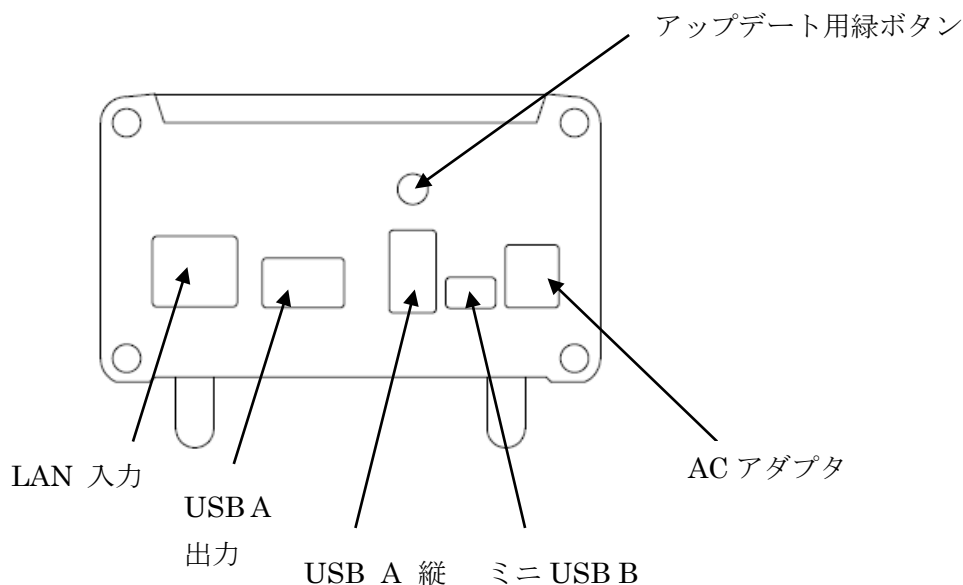 アップデート用緑ボタン
LAN 入力
USB A
出力
USB A 縦
ミニ USB B
AC アダプタ